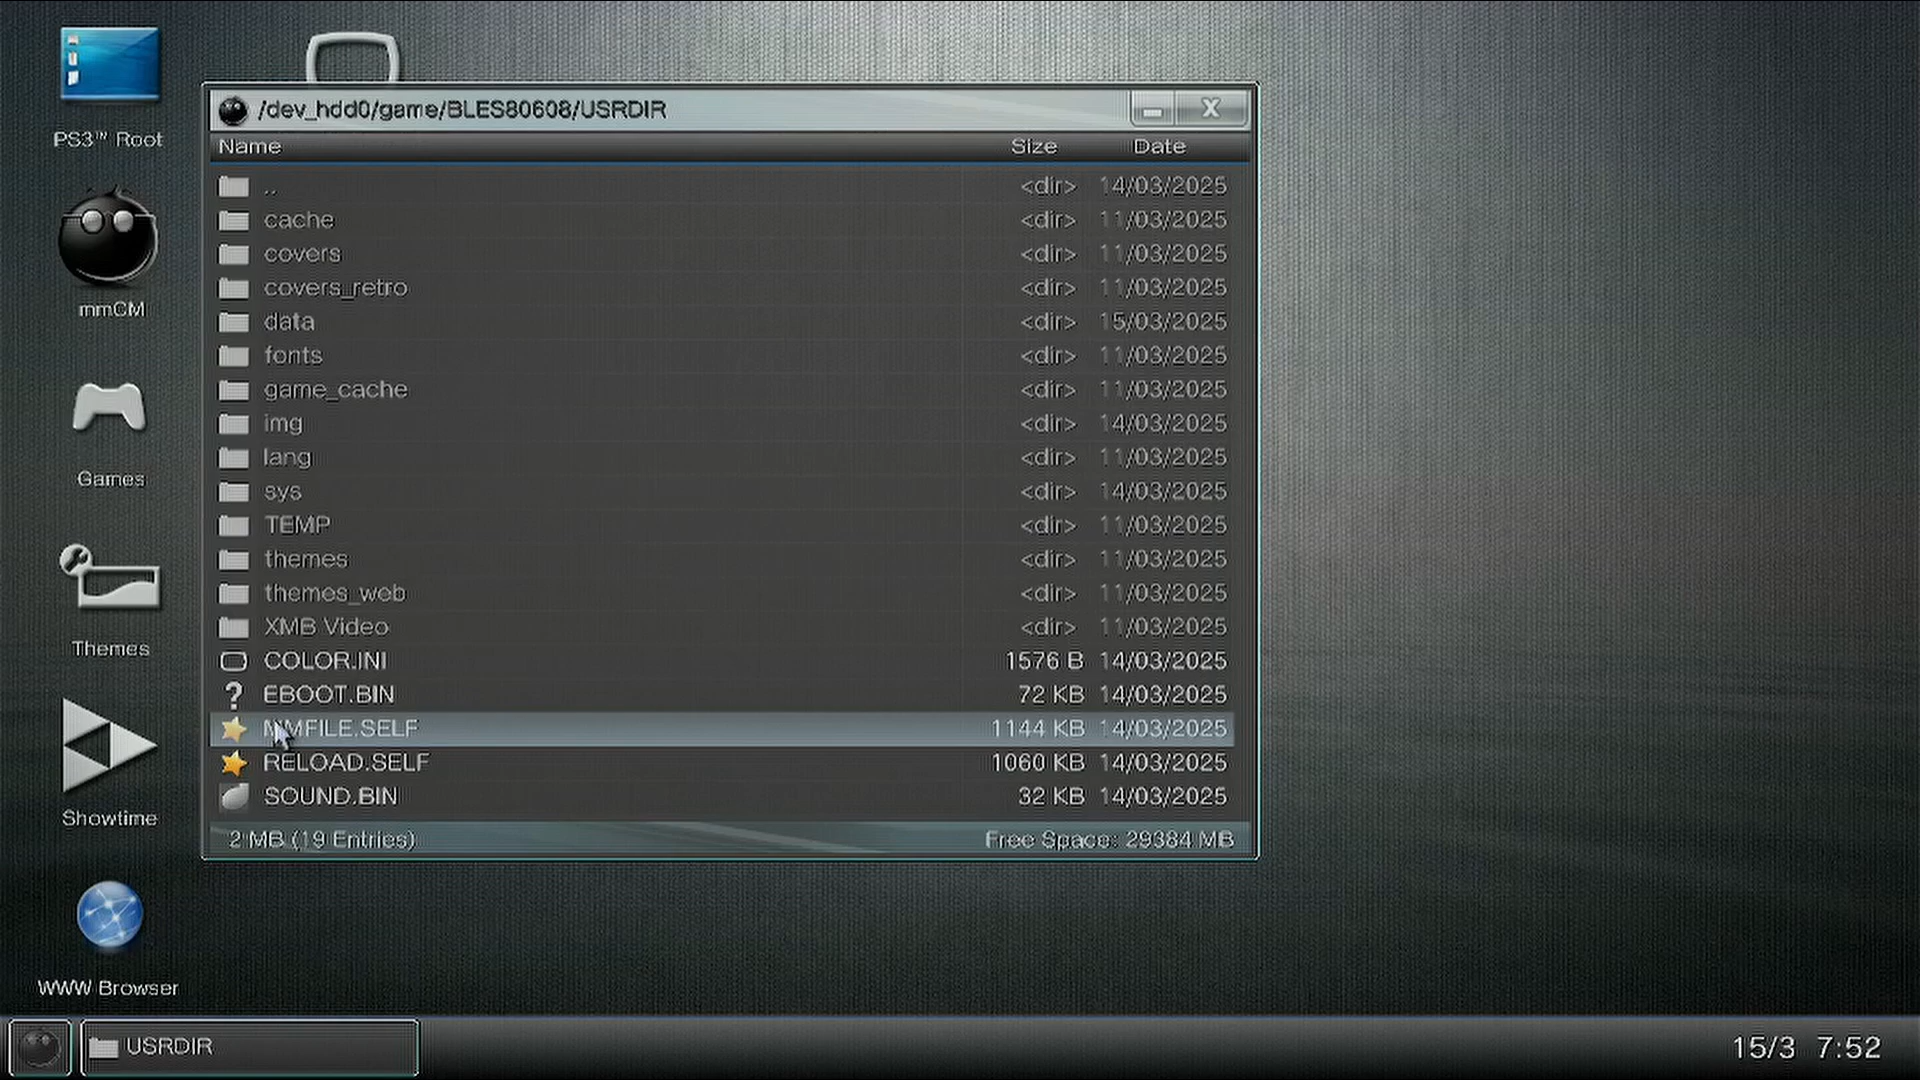 PS3™ Root
mmCM
Games
Themes
Showtime
WWW Browser
/dev_hdd0/game/BLES80608/USRDIR
X
Name Size Date
.. <dir> 14/03/2025
cache <dir> 11/03/2025
covers <dir> 11/03/2025
covers_retro <dir> 11/03/2025
data <dir> 15/03/2025
fonts <dir> 11/03/2025
game_cache <dir> 11/03/2025
img <dir> 14/03/2025
lang <dir> 11/03/2025
sys <dir> 14/03/2025
TEMP <dir> 11/03/2025
themes <dir> 11/03/2025
themes_web <dir> 11/03/2025
XMB Video <dir> 11/03/2025
COLOR.INI 1576 B 14/03/2025
? EBOOT.BIN 72 KB 14/03/2025
MMFILE.SELF 1144 KB 14/03/2025
RELOAD.SELF 1060 KB 14/03/2025
SOUND.BIN 32 KB 14/03/2025
2 MB (19 Entries) Free Space: 29384 MB
USRDIR
15/3 7:52